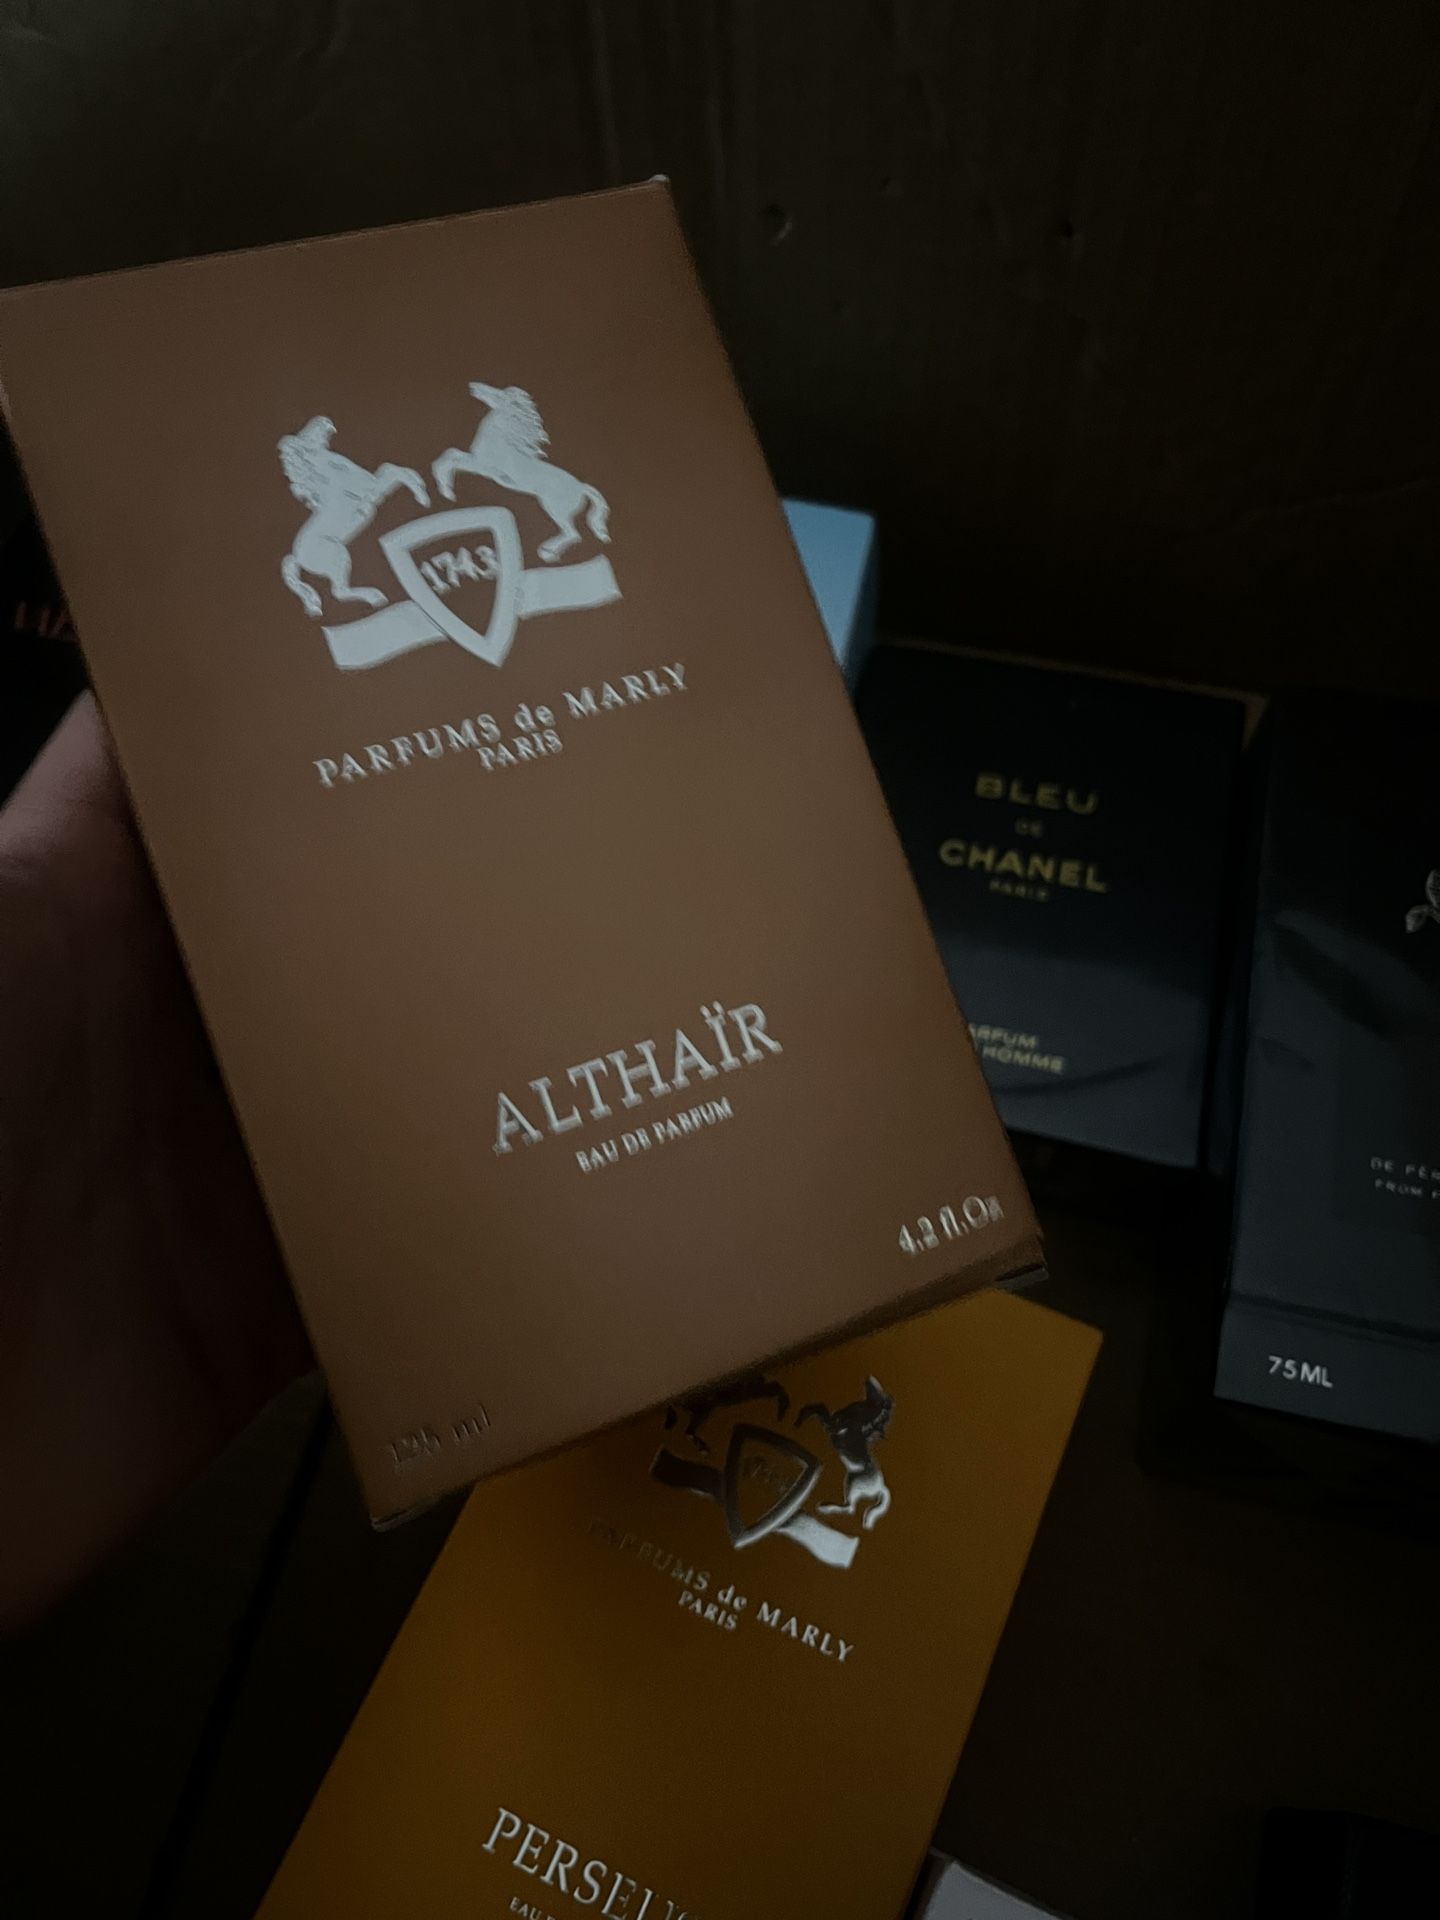 1743
PARFUMS de MARLY
PARIS
ALTHAÏR
EAU DE PARFUM
4.2 fl.Oz
125 ml
BLEU
DE
CHANEL
PARIS
HOMME
75ML
PARFUMS de MARLY
PARIS